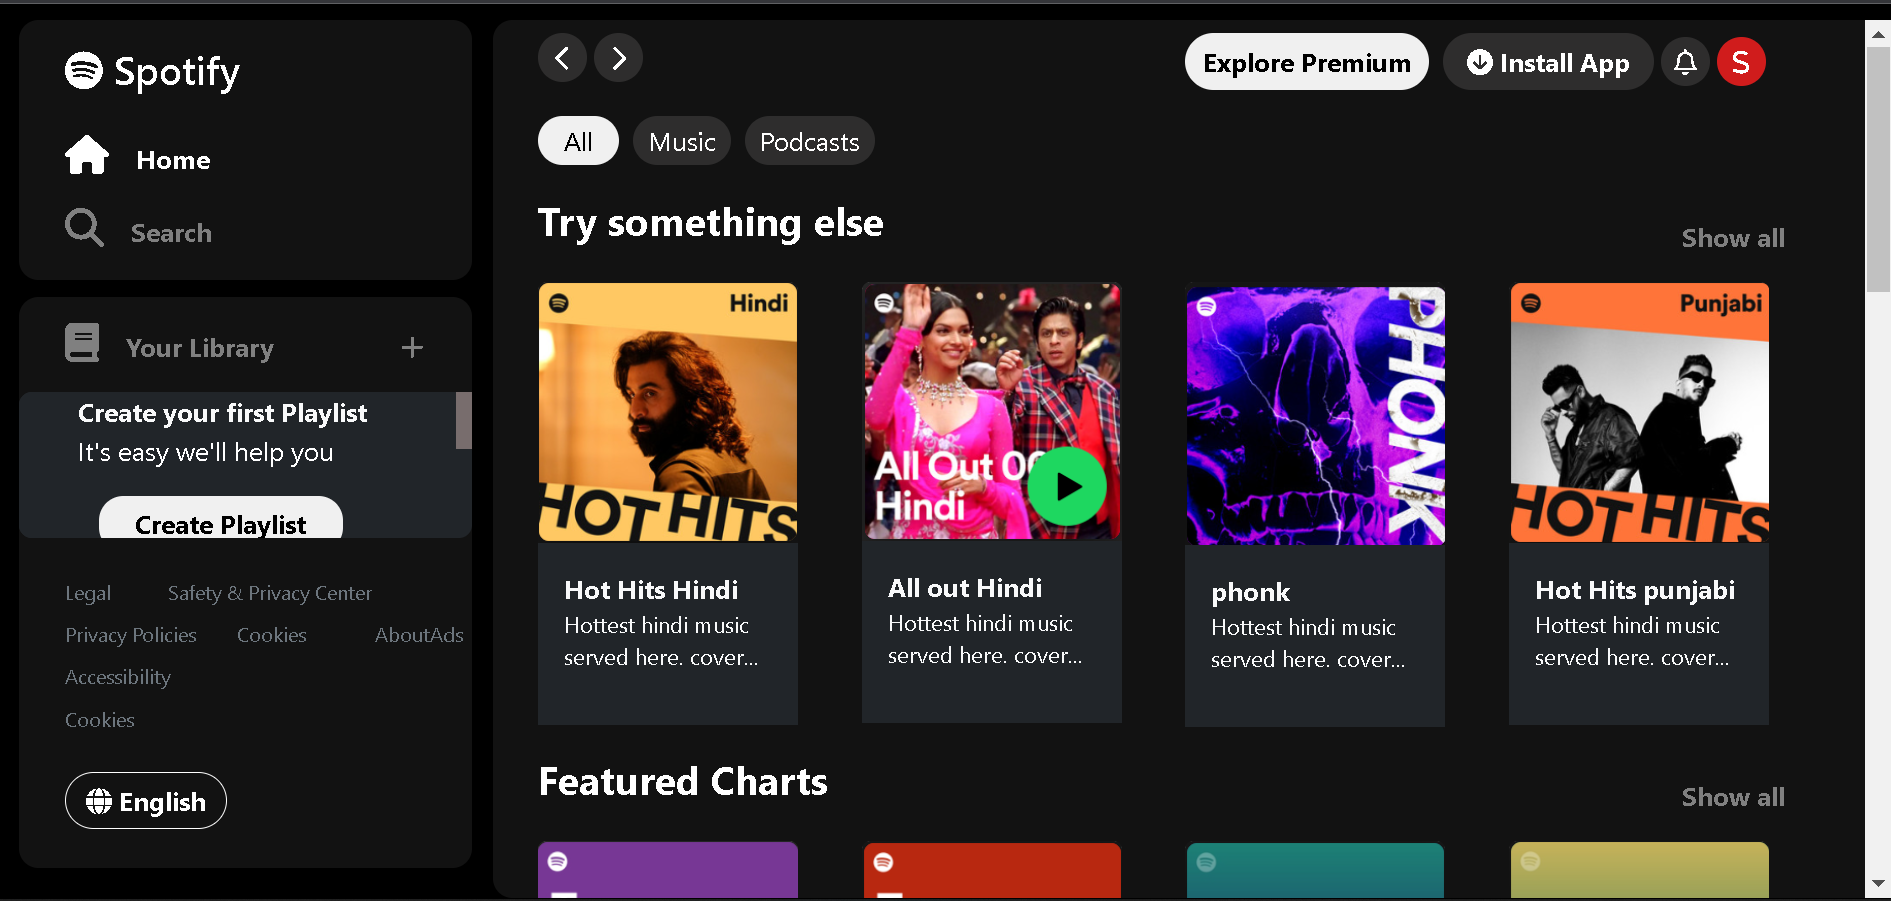 Spotify
Home
Search
Your Library
Create your first Playlist
It's easy we'll help you
Create Playlist
Legal Safety & Privacy Center
Privacy Policies Cookies AboutAds
Accessibility
Cookies
English
Explore Premium
Install App
S
All
Music
Podcasts
Try something else
Show all
Hindi
HOT HITS
Hot Hits Hindi
Hottest hindi music
served here. cover...
All Out 00
Hindi
All out Hindi
Hottest hindi music
served here. cover...
PHONK
phonk
Hottest hindi music
served here. cover...
Punjabi
HOT HITS
Hot Hits punjabi
Hottest hindi music
served here. cover...
Featured Charts
Show all